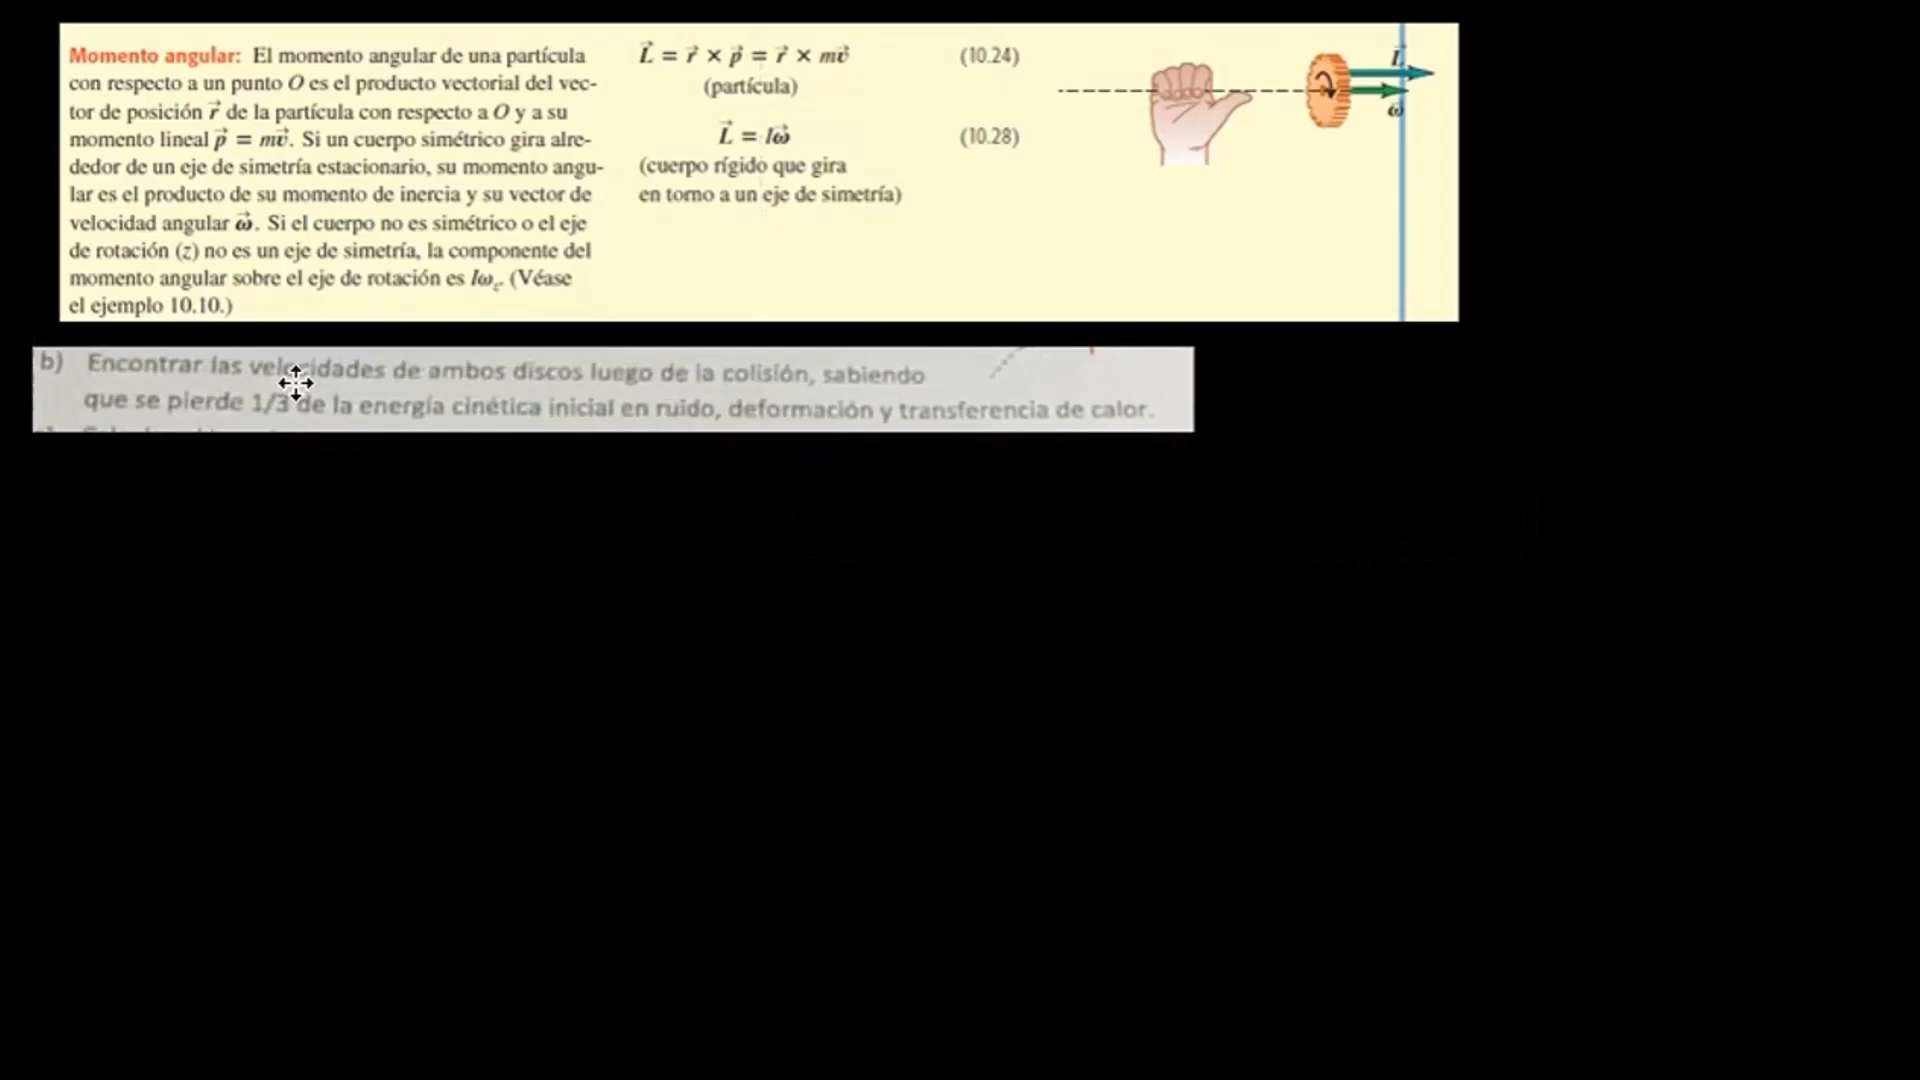 Momento angular: El momento angular de una partícula
con respecto a un punto O es el producto vectorial del vec-
tor de posición r⃗ de la partícula con respecto a O y a su
momento lineal p⃗ = mv⃗. Si un cuerpo simétrico gira alre-
dedor de un eje de simetría estacionario, su momento angu-
lar es el producto de su momento de inercia y su vector de
velocidad angular ω⃗. Si el cuerpo no es simétrico o el eje
de rotación (z) no es un eje de simetría, la componente del
momento angular sobre el eje de rotación es Iω_z. (Véase
el ejemplo 10.10.)
L⃗ = r⃗ × p⃗ = r⃗ × mv⃗ (10.24)
(partícula)
L⃗ = Iω⃗ (10.28)
(cuerpo rígido que gira
en torno a un eje de simetría)
L⃗
ω⃗
b) Encontrar las velocidades de ambos discos luego de la colisión, sabiendo
que se pierde 1/3 de la energía cinética inicial en ruido, deformación y transferencia de calor.